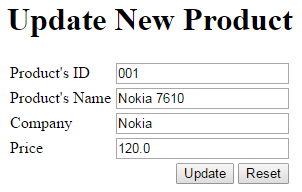 Update New Product
Product's ID 001
Product's Name Nokia 7610
Company Nokia
Price 120.0
Update Reset